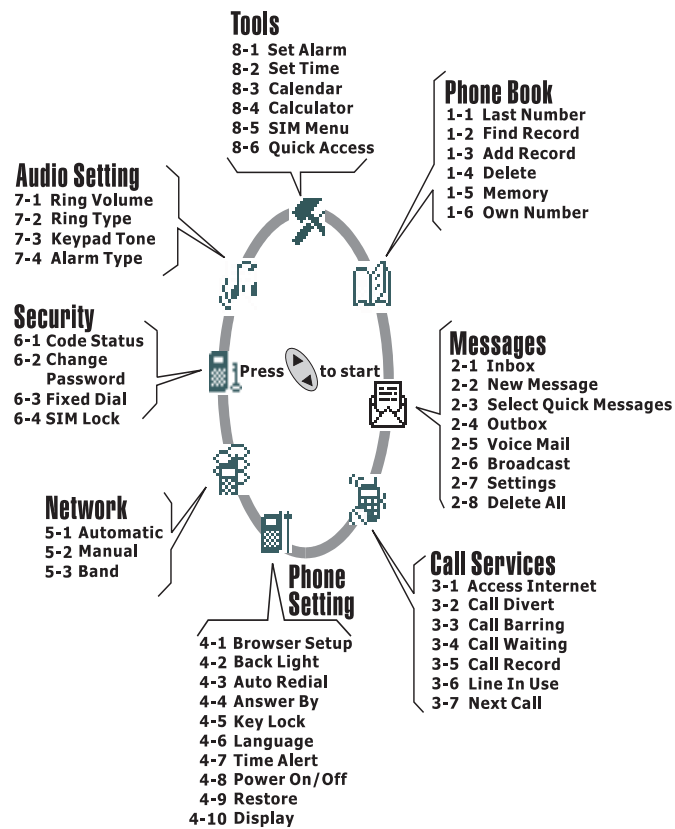 Tools
8-1 Set Alarm
8-2 Set Time
8-3 Calendar
8-4 Calculator
8-5 SIM Menu
8-6 Quick Access
Phone Book
1-1 Last Number
1-2 Find Record
1-3 Add Record
1-4 Delete
1-5 Memory
1-6 Own Number
Audio Setting
7-1 Ring Volume
7-2 Ring Type
7-3 Keypad Tone
7-4 Alarm Type
Security
6-1 Code Status
6-2 Change
Password
6-3 Fixed Dial
6-4 SIM Lock
Press to start
Messages
2-1 Inbox
2-2 New Message
2-3 Select Quick Messages
2-4 Outbox
2-5 Voice Mail
2-6 Broadcast
2-7 Settings
2-8 Delete All
Network
5-1 Automatic
5-2 Manual
5-3 Band
Call Services
3-1 Access Internet
3-2 Call Divert
3-3 Call Barring
3-4 Call Waiting
3-5 Call Record
3-6 Line In Use
3-7 Next Call
Phone
Setting
4-1 Browser Setup
4-2 Back Light
4-3 Auto Redial
4-4 Answer By
4-5 Key Lock
4-6 Language
4-7 Time Alert
4-8 Power On/Off
4-9 Restore
4-10 Display